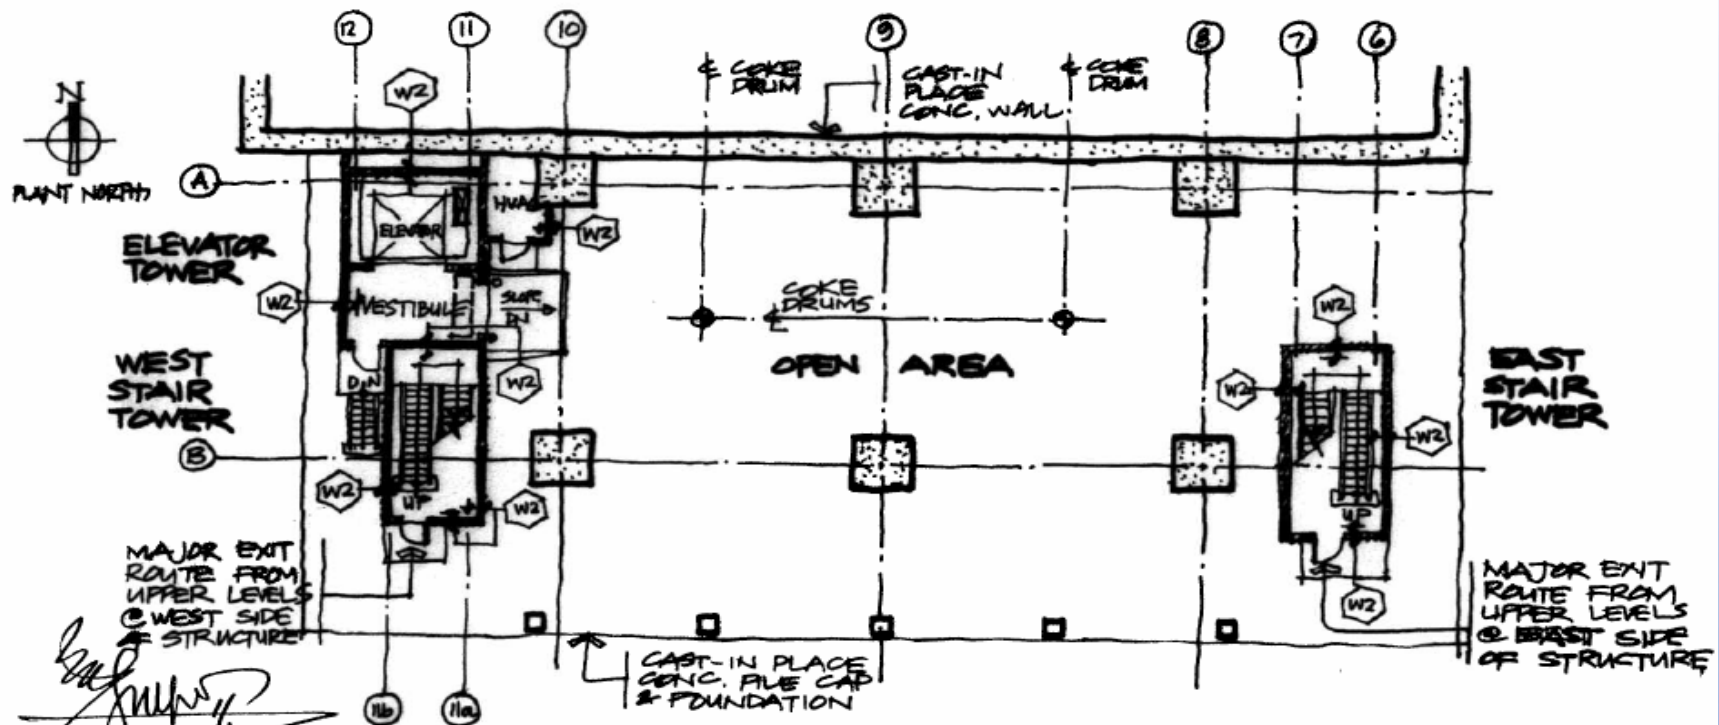 12
11
10
9
8
7
6
W2
℄ COKE
DRUM
CAST-IN
PLACE
CONC. WALL
℄ COKE
DRUM
N
PLANT NORTH
A
ELEVATOR
HVAC
W2
ELEVATOR
TOWER
W2
VESTIBULE
SLOPE
DN
COKE
DRUMS
℄
W2
WEST
STAIR
TOWER
DN
W2
OPEN AREA
W2
W2
EAST
STAIR
TOWER
B
W2
UP
W2
UP
MAJOR EXIT
ROUTE FROM
UPPER LEVELS
@ WEST SIDE
OF STRUCTURE
W2
MAJOR EXIT
ROUTE FROM
UPPER LEVELS
@ EAST SIDE
OF STRUCTURE
CAST-IN PLACE
CONC. PILE CAP
& FOUNDATION
11b
11a